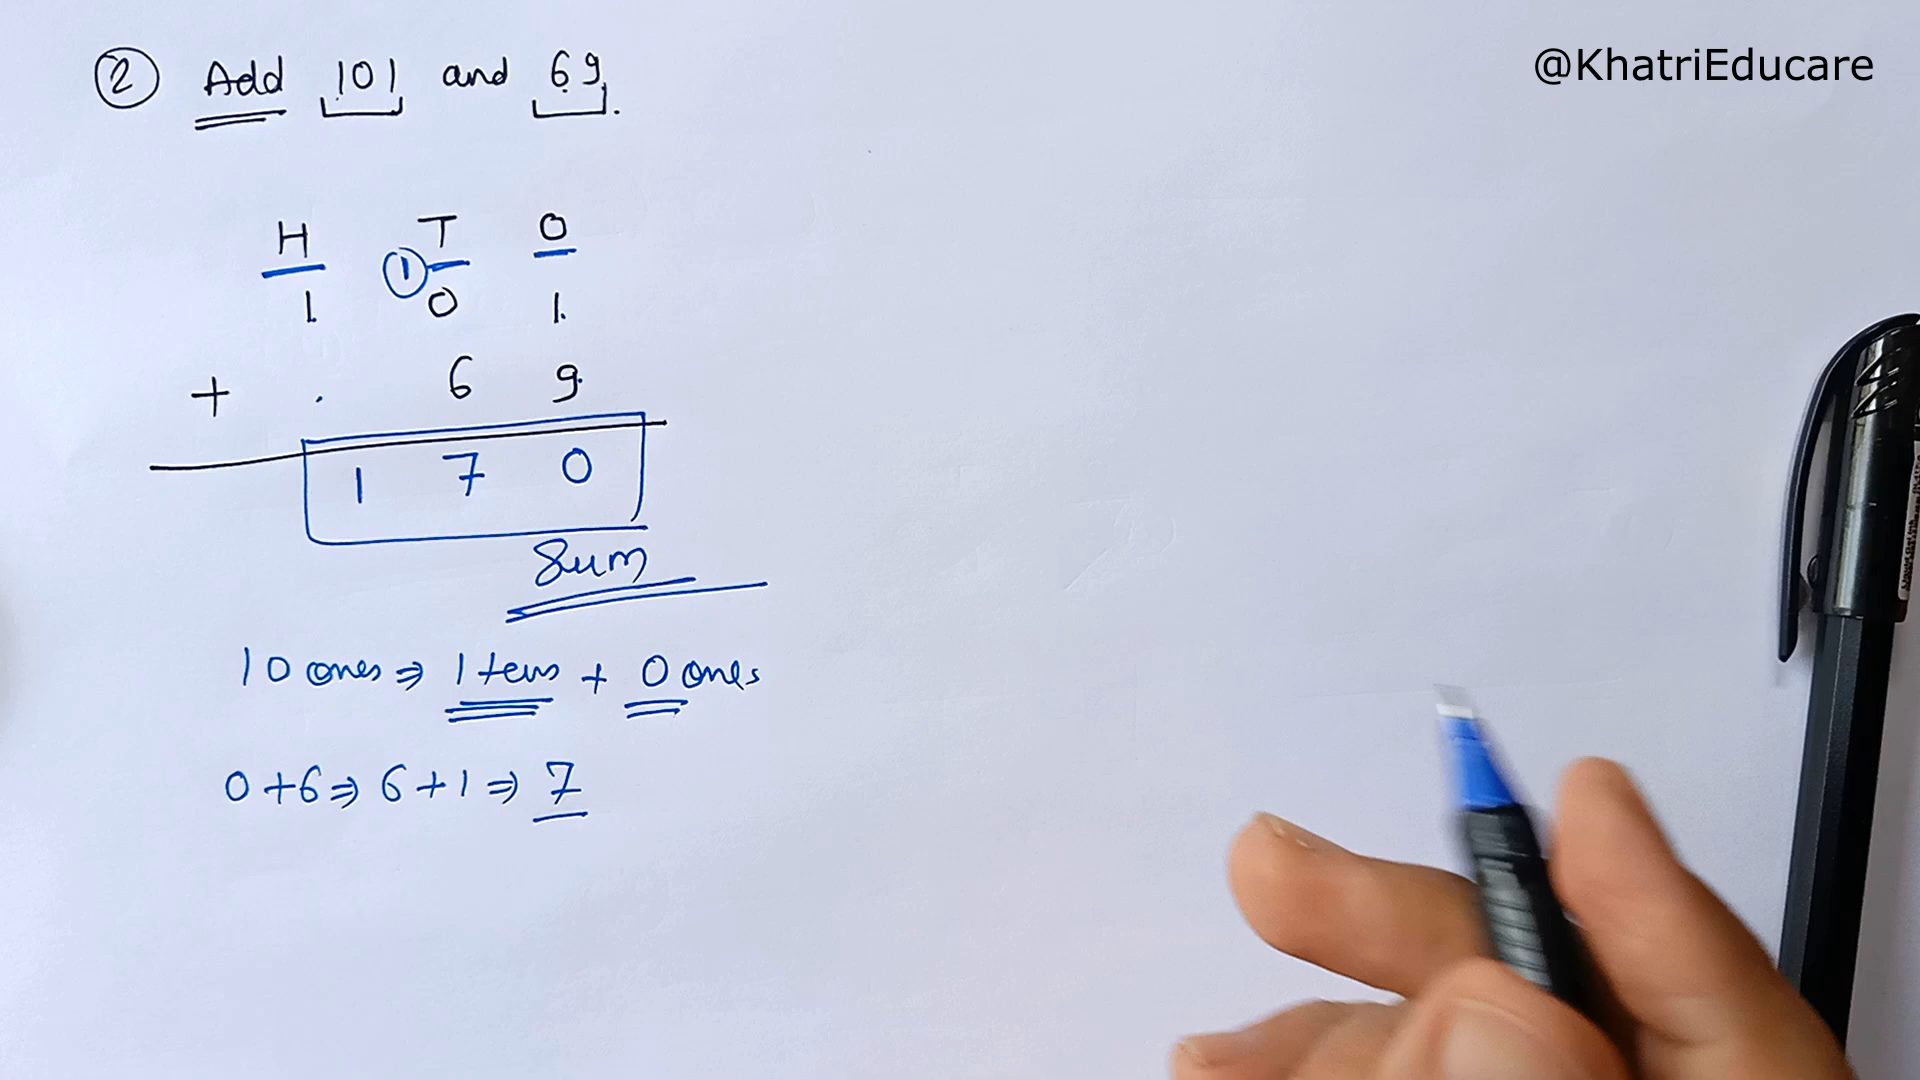 @KhatriEducare
② Add 101 and 69.
H T O
①
1 0 1
+ 6 9
1 7 0
Sum
10 ones ⇒ 1 tens + 0 ones
0+6 ⇒ 6+1 ⇒ 7